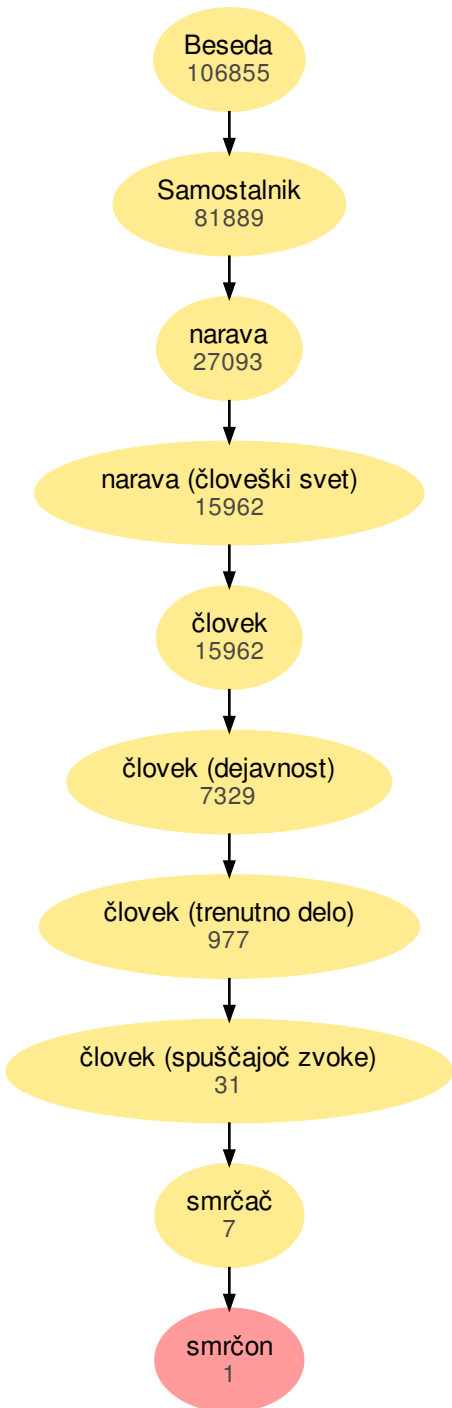 Beseda
106855
Samostalnik
81889
narava
27093
narava (človeški svet)
15962
človek
15962
človek (dejavnost)
7329
človek (trenutno delo)
977
človek (spuščajoč zvoke)
31
smrčač
7
smrčon
1